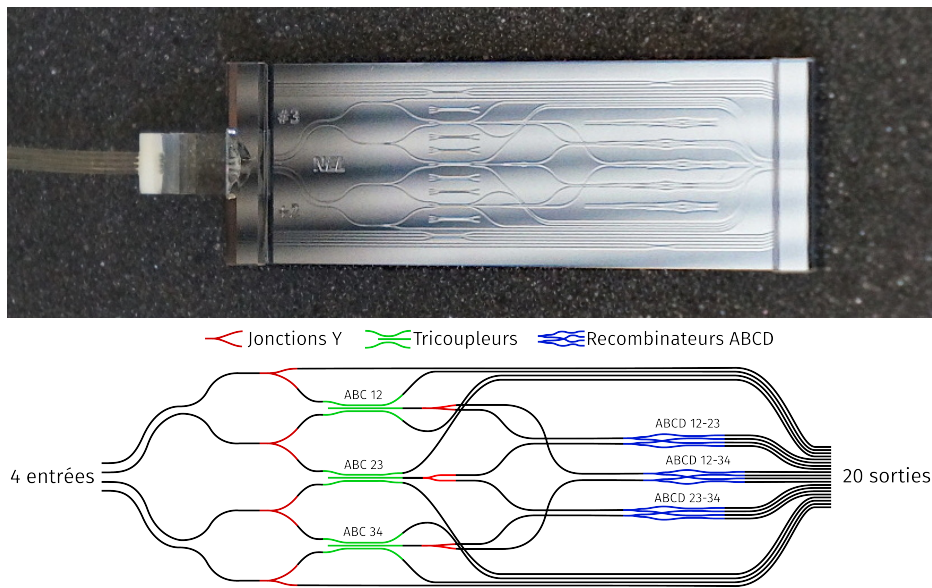 #3
Jonctions Y
Tricoupleurs
Recombinateurs ABCD
ABC 12
ABCD 12-23
4 entrées
ABC 23
ABCD 12-34
20 sorties
ABCD 23-34
ABC 34